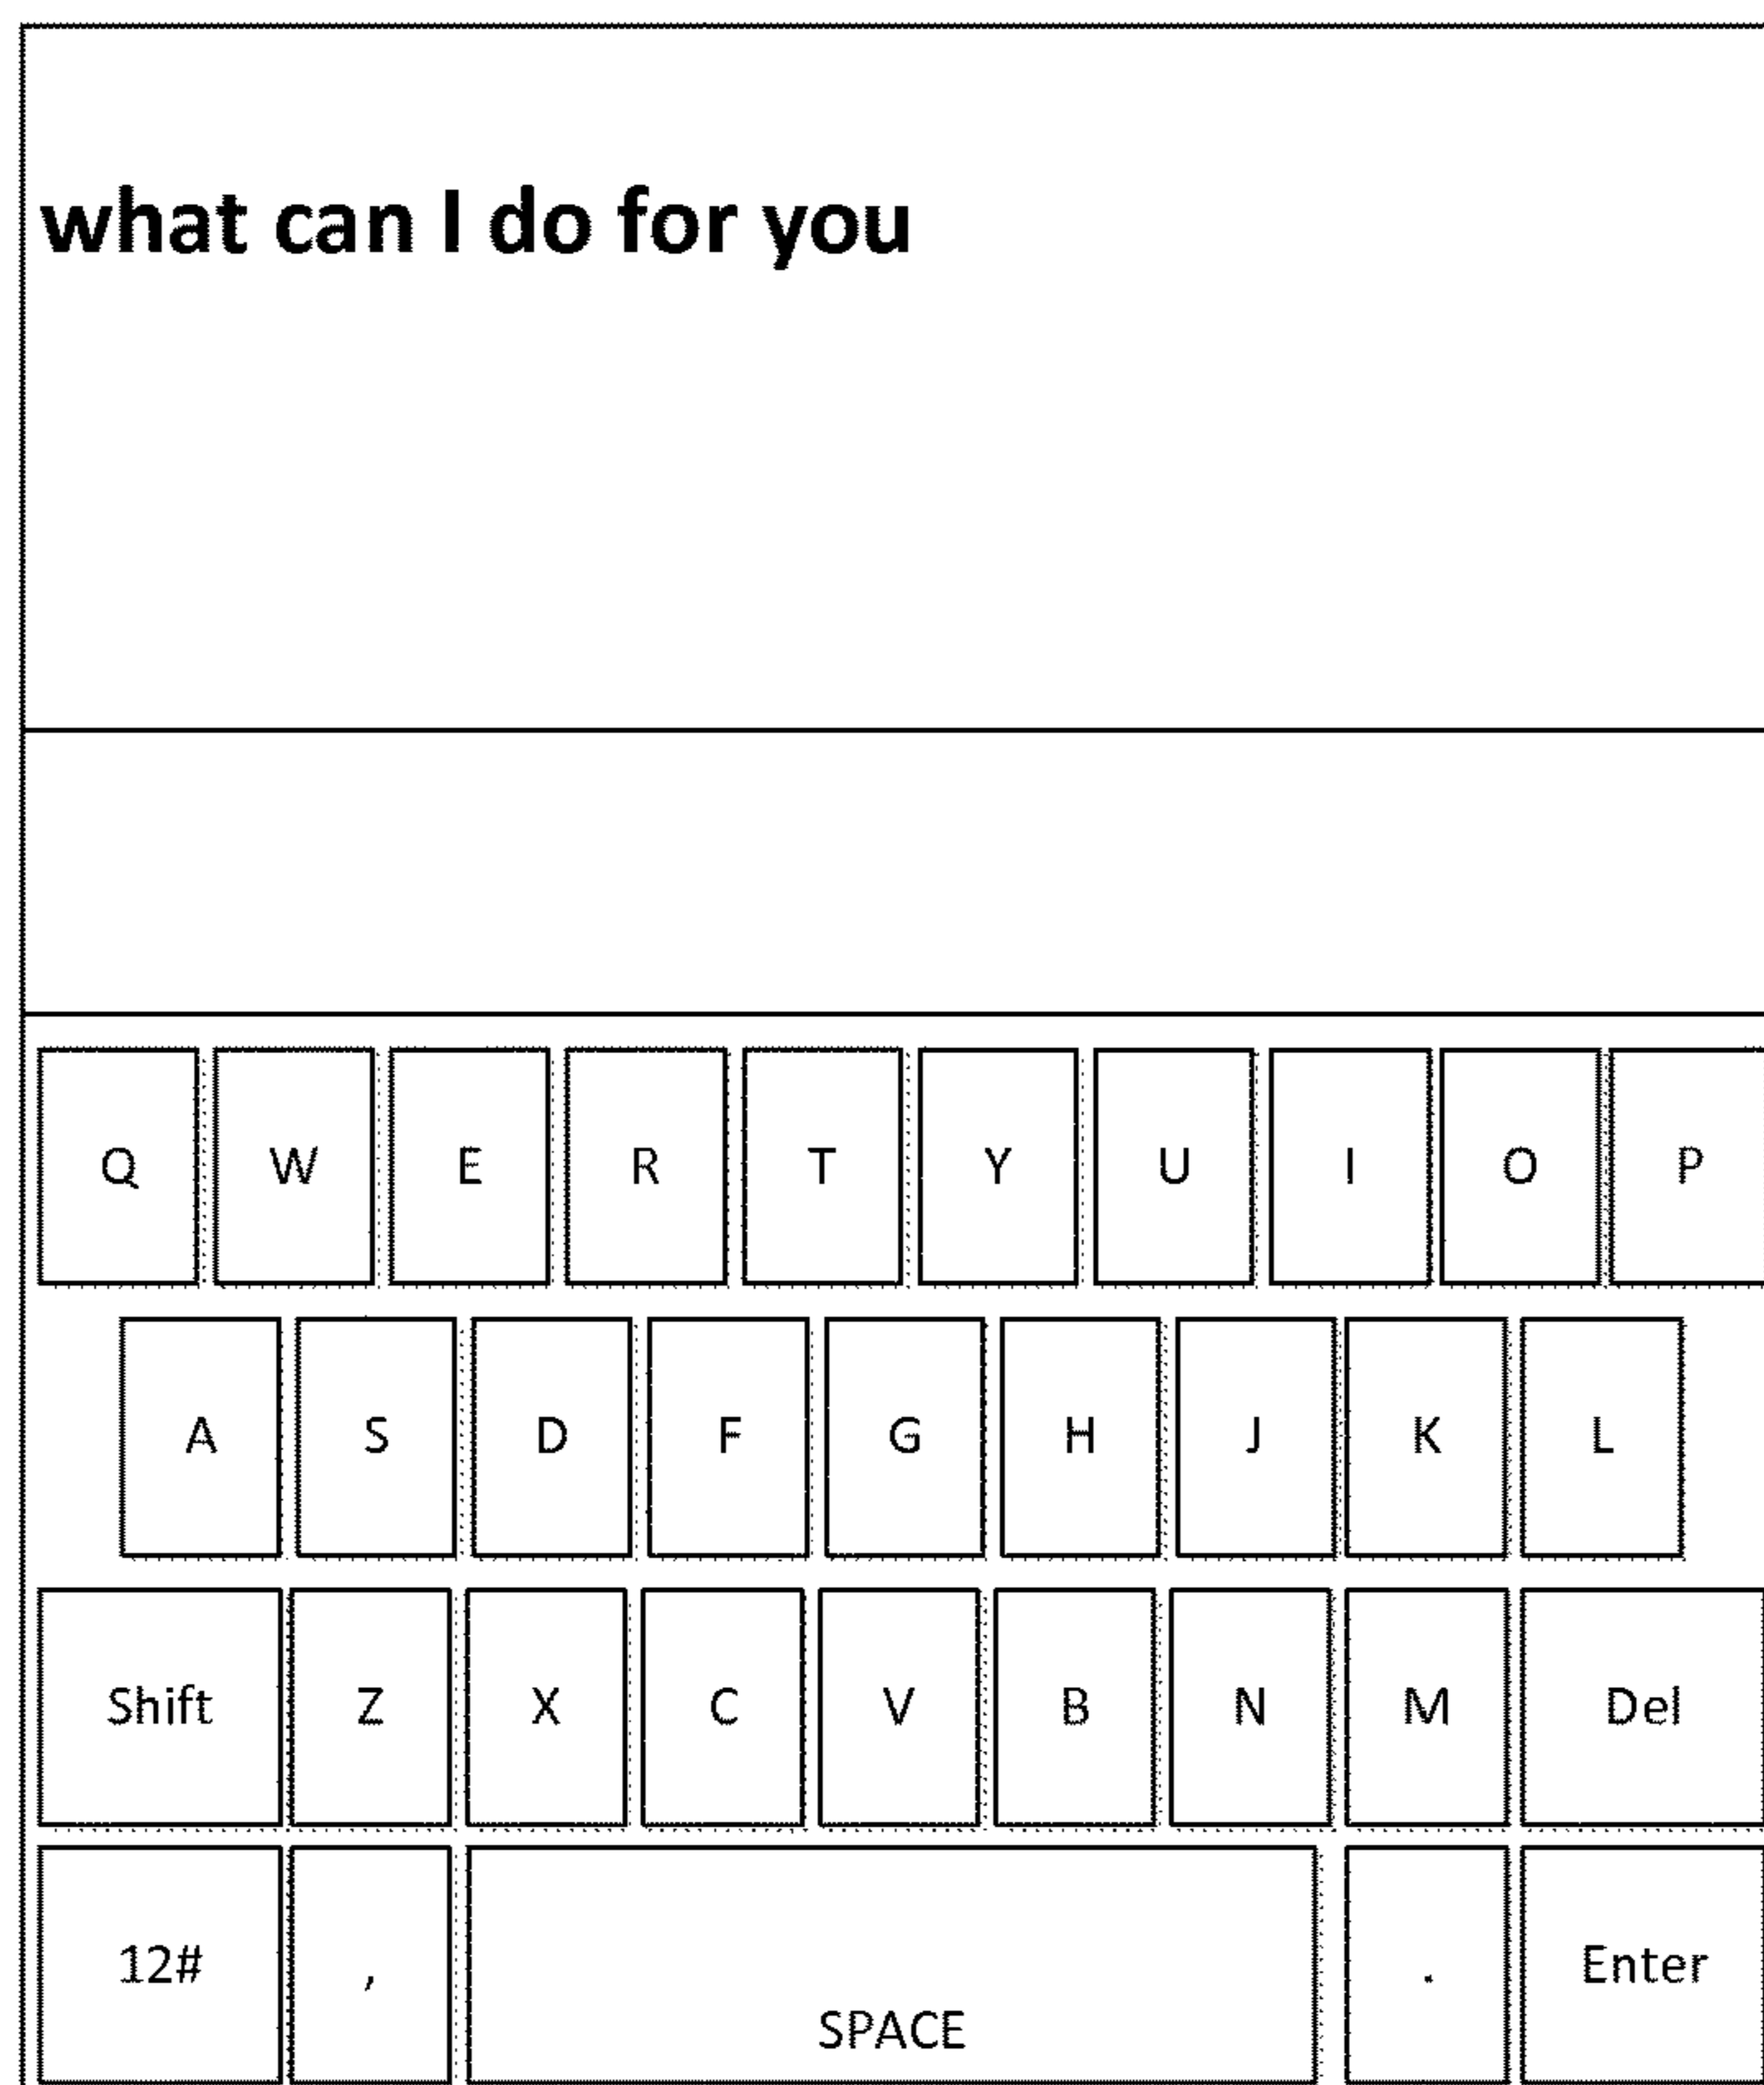 what can I do for you
Q W E R T Y U I O P
A S D F G H J K L
Shift Z X C V B N M Del
12# , SPACE . Enter